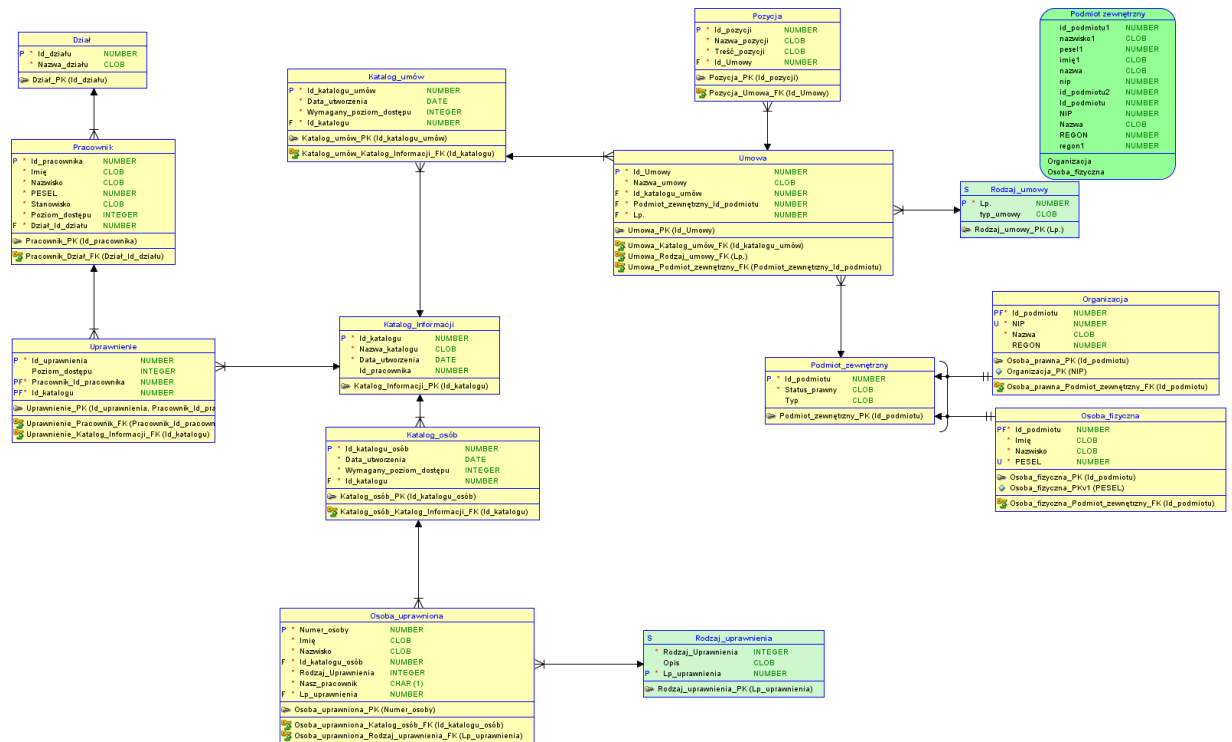 Dział
P * Id_działu NUMBER
* Nazwa_działu CLOB
Dział_PK (Id_działu)
Pracownik
P * Id_pracownika NUMBER
* Imię CLOB
* Nazwisko CLOB
* PESEL NUMBER
* Stanowisko CLOB
* Poziom_dostępu INTEGER
F * Dział_Id_działu NUMBER
Pracownik_PK (Id_pracownika)
Pracownik_Dział_FK (Dział_Id_działu)
Uprawnienie
P * Id_uprawnienia NUMBER
Poziom_dostępu INTEGER
PF* Pracownik_Id_pracownika NUMBER
PF* Id_katalogu NUMBER
Uprawnienie_PK (Id_uprawnienia, Pracownik_Id_pra
Uprawnienie_Pracownik_FK (Pracownik_Id_pracown
Uprawnienie_Katalog_Informacji_FK (Id_katalogu)
Katalog_umów
P * Id_katalogu_umów NUMBER
* Data_utworzenia DATE
* Wymagany_poziom_dostępu INTEGER
F * Id_katalogu NUMBER
Katalog_umów_PK (Id_katalogu_umów)
Katalog_umów_Katalog_Informacji_FK (Id_katalogu)
Katalog_Informacji
P * Id_katalogu NUMBER
* Nazwa_katalogu CLOB
* Data_utworzenia DATE
Id_pracownika NUMBER
Katalog_Informacji_PK (Id_katalogu)
Katalog_osób
P * Id_katalogu_osób NUMBER
* Data_utworzenia DATE
* Wymagany_poziom_dostępu INTEGER
F * Id_katalogu NUMBER
Katalog_osób_PK (Id_katalogu_osób)
Katalog_osób_Katalog_Informacji_FK (Id_katalogu)
Osoba_uprawniona
P * Numer_osoby NUMBER
* Imię CLOB
* Nazwisko CLOB
F * Id_katalogu_osób NUMBER
* Rodzaj_Uprawnienia INTEGER
* Nasz_pracownik CHAR (1)
F * Lp_uprawnienia NUMBER
Osoba_uprawniona_PK (Numer_osoby)
Osoba_uprawniona_Katalog_osób_FK (Id_katalogu_osób)
Osoba_uprawniona_Rodzaj_uprawnienia_FK (Lp_uprawnienia)
S Rodzaj_uprawnienia
* Rodzaj_Uprawnienia INTEGER
Opis CLOB
P * Lp_uprawnienia NUMBER
Rodzaj_uprawnienia_PK (Lp_uprawnienia)
Pozycja
P * Id_pozycji NUMBER
* Nazwa_pozycji CLOB
* Treść_pozycji CLOB
F * Id_Umowy NUMBER
Pozycja_PK (Id_pozycji)
Pozycja_Umowa_FK (Id_Umowy)
Umowa
P * Id_Umowy NUMBER
* Nazwa_umowy CLOB
F * Id_katalogu_umów NUMBER
F * Podmiot_zewnętrzny_Id_podmiotu NUMBER
F * Lp. NUMBER
Umowa_PK (Id_Umowy)
Umowa_Katalog_umów_FK (Id_katalogu_umów)
Umowa_Rodzaj_umowy_FK (Lp.)
Umowa_Podmiot_zewnętrzny_FK (Podmiot_zewnętrzny_Id_podmiotu)
Podmiot zewnętrzny
id_podmiotu1 NUMBER
nazwisko1 CLOB
pesel1 NUMBER
imię1 CLOB
nazwa CLOB
nip NUMBER
id_podmiotu2 NUMBER
Id_podmiotu NUMBER
NIP NUMBER
Nazwa CLOB
REGON NUMBER
regon1 NUMBER
Organizacja
Osoba_fizyczna
S Rodzaj_umowy
P * Lp. NUMBER
typ_umowy CLOB
Rodzaj_umowy_PK (Lp.)
Podmiot_zewnętrzny
P * Id_podmiotu NUMBER
* Status_prawny CLOB
Typ CLOB
Podmiot_zewnętrzny_PK (Id_podmiotu)
Organizacja
PF* Id_podmiotu NUMBER
U * NIP NUMBER
* Nazwa CLOB
REGON NUMBER
Osoba_prawna_PK (Id_podmiotu)
Organizacja_PK (NIP)
Osoba_prawna_Podmiot_zewnętrzny_FK (Id_podmiotu)
Osoba_fizyczna
PF* Id_podmiotu NUMBER
* Imię CLOB
* Nazwisko CLOB
U * PESEL NUMBER
Osoba_fizyczna_PK (Id_podmiotu)
Osoba_fizyczna_PKv1 (PESEL)
Osoba_fizyczna_Podmiot_zewnętrzny_FK (Id_podmiotu)